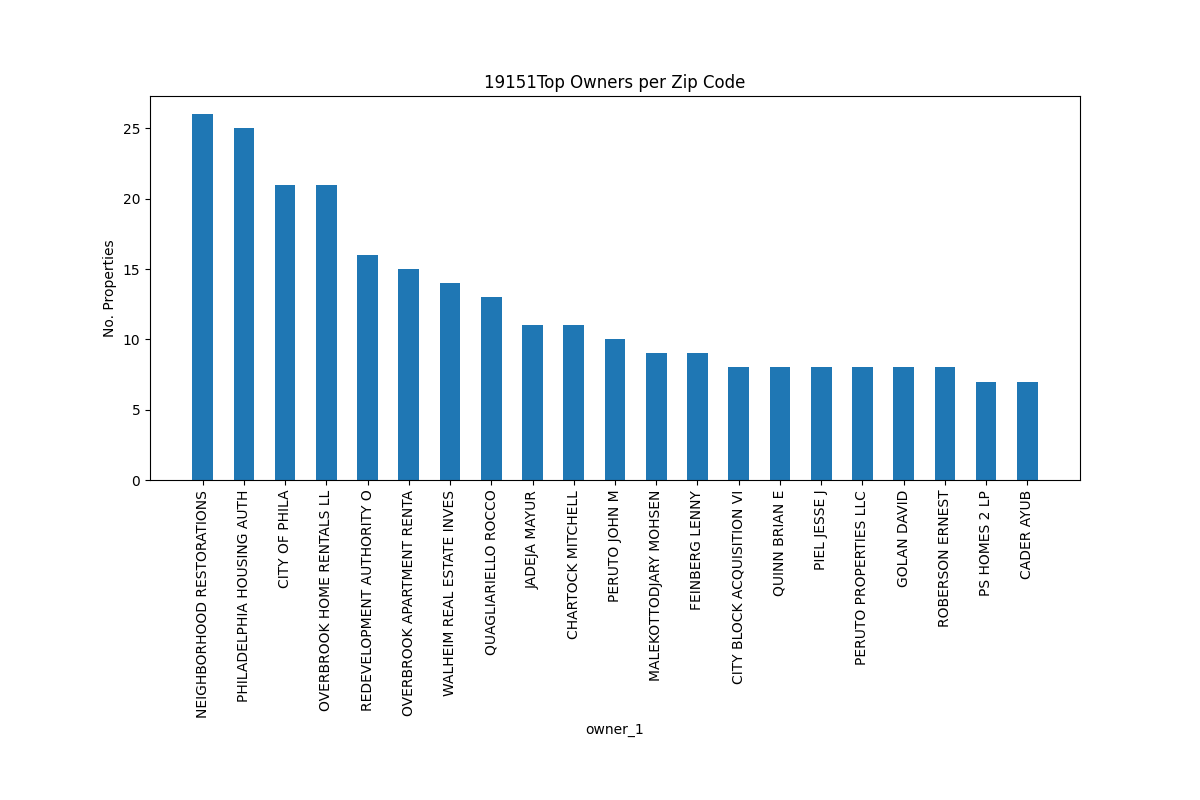 19151Top Owners per Zip Code
No. Properties
25
20
15
10
5
0
NEIGHBORHOOD RESTORATIONS
PHILADELPHIA HOUSING AUTH
CITY OF PHILA
OVERBROOK HOME RENTALS LL
REDEVELOPMENT AUTHORITY O
OVERBROOK APARTMENT RENTA
WALHEIM REAL ESTATE INVES
QUAGLIARIELLO ROCCO
JADEJA MAYUR
CHARTOCK MITCHELL
PERUTO JOHN M
MALEKOTTODJARY MOHSEN
FEINBERG LENNY
CITY BLOCK ACQUISITION VI
QUINN BRIAN E
PIEL JESSE J
PERUTO PROPERTIES LLC
GOLAN DAVID
ROBERSON ERNEST
PS HOMES 2 LP
CADER AYUB
owner_1